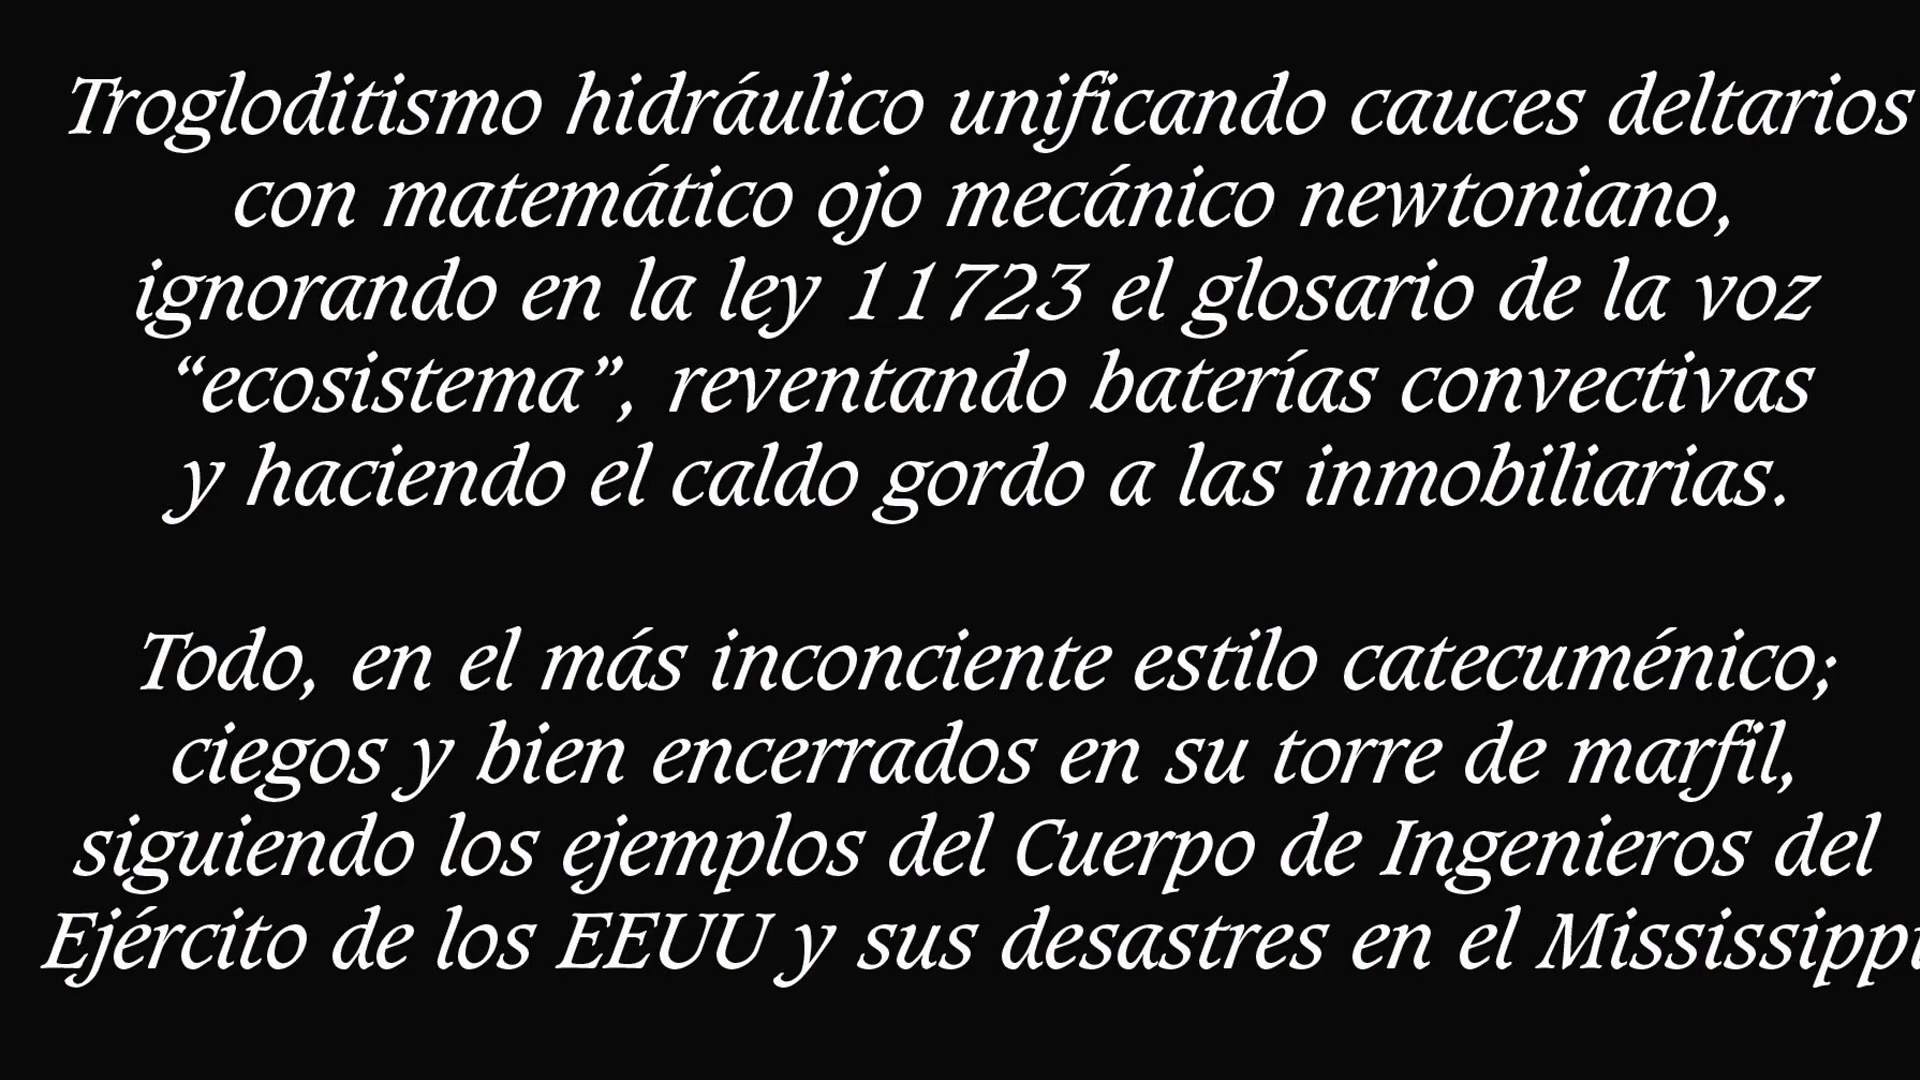 Trogloditismo hidráulico unificando cauces deltarios
con matemático ojo mecánico newtoniano,
ignorando en la ley 11723 el glosario de la voz
“ecosistema”, reventando baterías convectivas
y haciendo el caldo gordo a las inmobiliarias.
Todo, en el más inconciente estilo catecuménico;
ciegos y bien encerrados en su torre de marfil,
siguiendo los ejemplos del Cuerpo de Ingenieros del
Ejército de los EEUU y sus desastres en el Mississippi